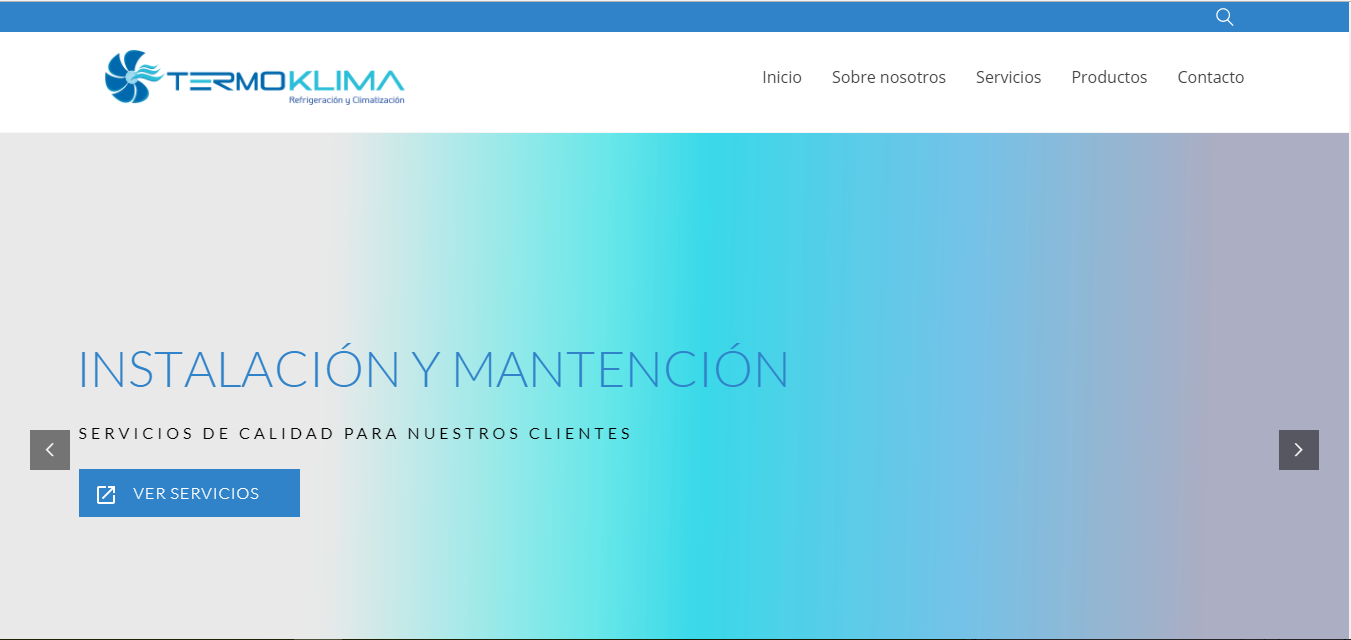 TERMOKLIMA
Refrigeración y Climatización
Inicio Sobre nosotros Servicios Productos Contacto
INSTALACIÓN Y MANTENCIÓN
SERVICIOS DE CALIDAD PARA NUESTROS CLIENTES
VER SERVICIOS